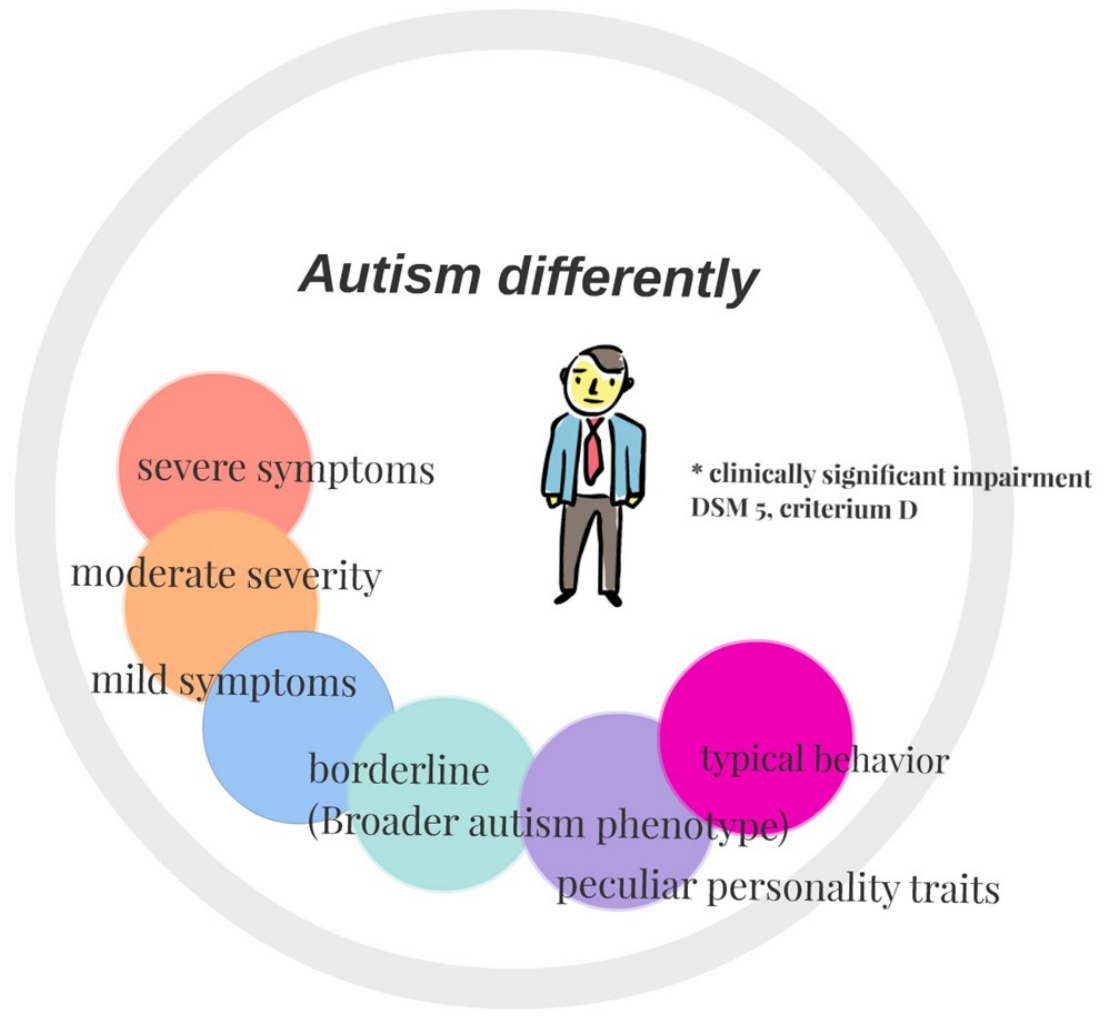 Autism differently
severe symptoms
* clinically significant impairment
DSM 5, criterium D
moderate severity
mild symptoms
borderline
(Broader autism phenotype)
typical behavior
peculiar personality traits